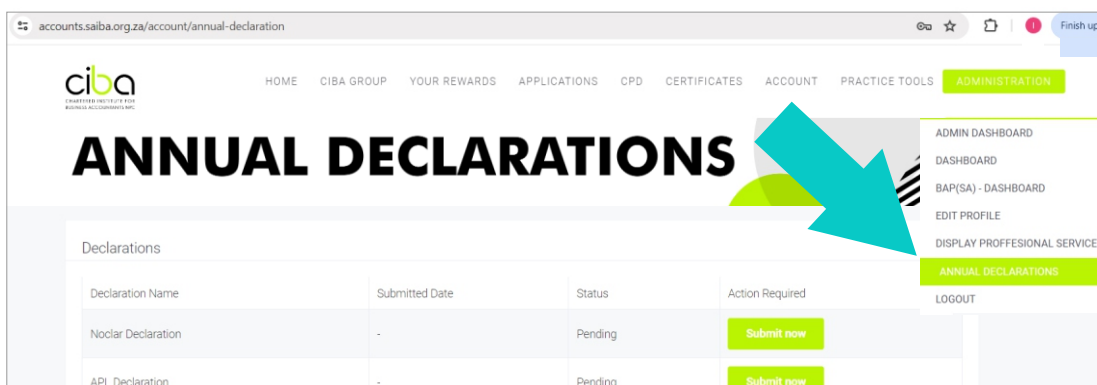 accounts.saiba.org.za/account/annual-declaration
Finish up
ciba
CHARTERED INSTITUTE FOR
BUSINESS ACCOUNTANTS NPC
HOME CIBA GROUP YOUR REWARDS APPLICATIONS CPD CERTIFICATES ACCOUNT PRACTICE TOOLS ADMINISTRATION
ANNUAL DECLARATIONS
ADMIN DASHBOARD
DASHBOARD
BAP(SA) - DASHBOARD
EDIT PROFILE
DISPLAY PROFFESIONAL SERVICE
ANNUAL DECLARATIONS
LOGOUT
Declarations
Declaration Name Submitted Date Status Action Required
Noclar Declaration - Pending Submit now
API Declaration - Pending Submit now